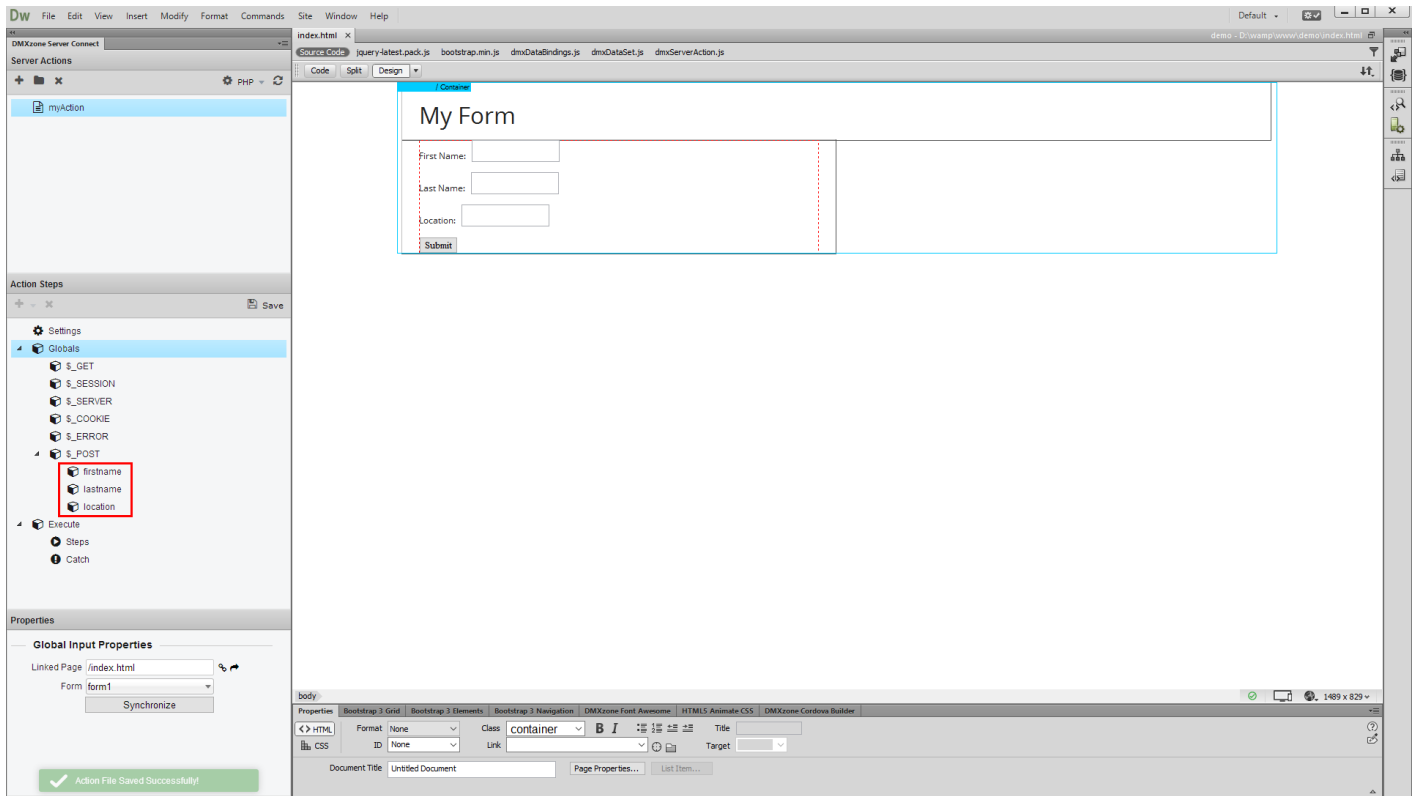 Dw File Edit View Insert Modify Format Commands Site Window Help Default
DMXzone Server Connect
index.html × demo - D:\wamp\www\demo\index.html
Server Actions
Source Code jquery-latest.pack.js bootstrap.min.js dmxDataBindings.js dmxDataSet.js dmxServerAction.js
PHP
Code Split Design
myAction
/ Container
My Form
First Name:
Last Name:
Location:
Submit
Action Steps
Save
Settings
Globals
$_GET
$_SESSION
$_SERVER
$_COOKIE
$_ERROR
$_POST
firstname
lastname
location
Execute
Steps
Catch
Properties
Global Input Properties
Linked Page /index.html
Form form1
Synchronize
Action File Saved Successfully!
body 1489 x 829
Properties Bootstrap 3 Grid Bootstrap 3 Elements Bootstrap 3 Navigation DMXzone Font Awesome HTML5 Animate CSS DMXzone Cordova Builder
<> HTML Format None Class container B I Title
CSS ID None Link Target
Document Title Untitled Document Page Properties... List Item...